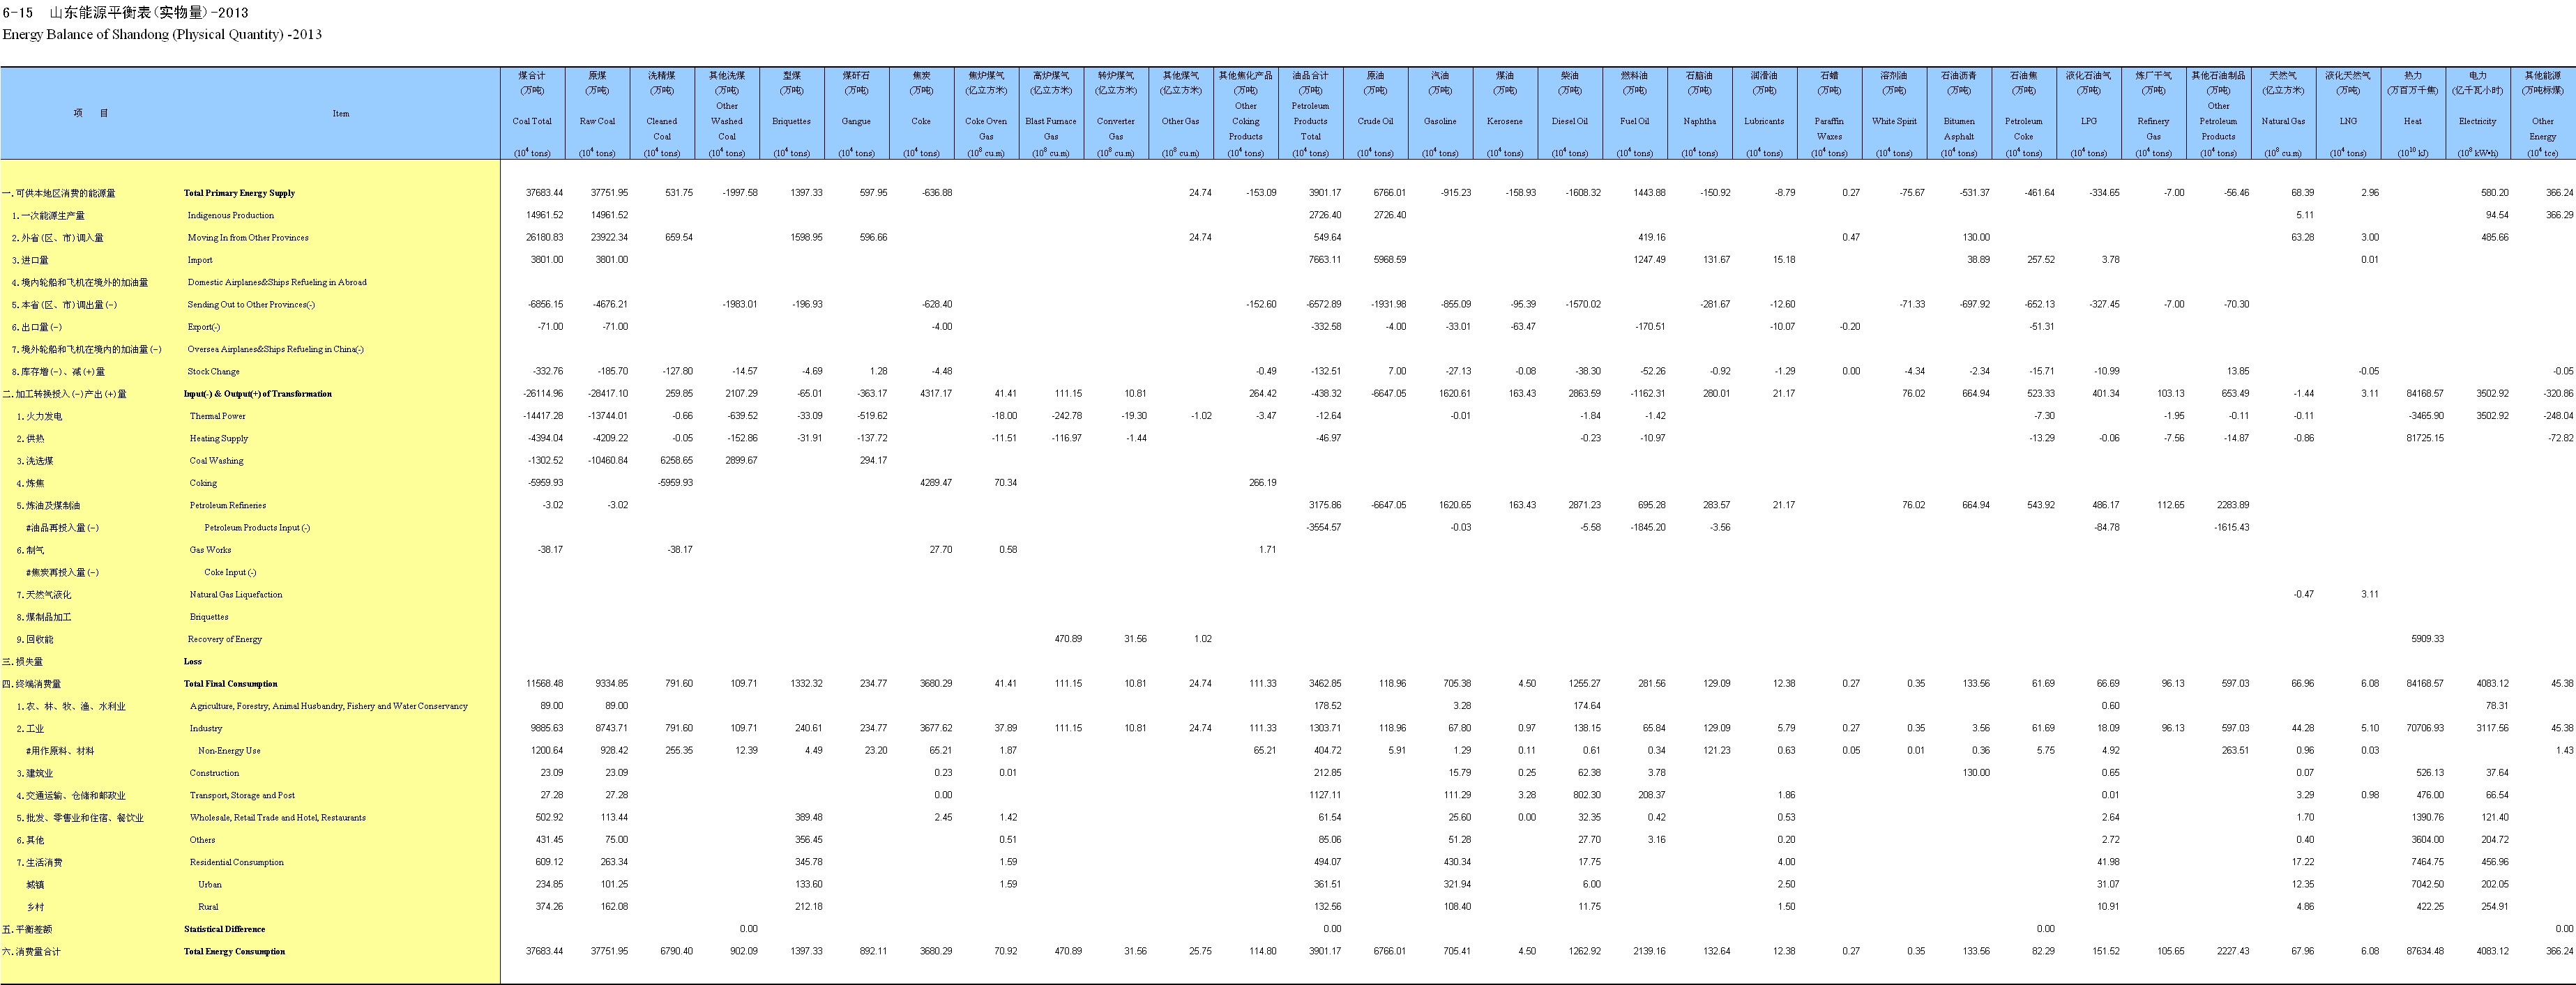 6-15 山东能源平衡表(实物量)-2013
Energy Balance of Shandong (Physical Quantity) -2013
项 目 Item 煤合计 (万吨) Coal Total (10⁴ tons) 原煤 (万吨) Raw Coal (10⁴ tons) 洗精煤 (万吨) Cleaned Coal (10⁴ tons) 其他洗煤 (万吨) Other Washed Coal (10⁴ tons) 型煤 (万吨) Briquettes (10⁴ tons) 煤矸石 (万吨) Gangue (10⁴ tons) 焦炭 (万吨) Coke (10⁴ tons) 焦炉煤气 (亿立方米) Coke Oven Gas (10⁸ cu.m) 高炉煤气 (亿立方米) Blast Furnace Gas (10⁸ cu.m) 转炉煤气 (亿立方米) Converter Gas (10⁸ cu.m) 其他煤气 (亿立方米) Other Gas (10⁸ cu.m) 其他焦化产品 (万吨) Other Coking Products (10⁴ tons) 油品合计 (万吨) Petroleum Products Total (10⁴ tons) 原油 (万吨) Crude Oil (10⁴ tons) 汽油 (万吨) Gasoline (10⁴ tons) 煤油 (万吨) Kerosene (10⁴ tons) 柴油 (万吨) Diesel Oil (10⁴ tons) 燃料油 (万吨) Fuel Oil (10⁴ tons) 石脑油 (万吨) Naphtha (10⁴ tons) 润滑油 (万吨) Lubricants (10⁴ tons) 石蜡 (万吨) Paraffin Waxes (10⁴ tons) 溶剂油 (万吨) White Spirit (10⁴ tons) 石油沥青 (万吨) Bitumen Asphalt (10⁴ tons) 石油焦 (万吨) Petroleum Coke (10⁴ tons) 液化石油气 (万吨) LPG (10⁴ tons) 炼厂干气 (万吨) Refinery Gas (10⁴ tons) 其他石油制品 (万吨) Other Petroleum Products (10⁴ tons) 天然气 (亿立方米) Natural Gas (10⁸ cu.m) 液化天然气 (万吨) LNG (10⁴ tons) 热力 (万百万千焦) Heat (10¹⁰ kJ) 电力 (亿千瓦小时) Electricity (10⁸ kW•h) 其他能源 (万吨标煤) Other Energy (10⁴ tce)
一.可供本地区消费的能源量 Total Primary Energy Supply 37683.44 37751.95 531.75 -1997.58 1397.33 597.95 -636.88 24.74 -153.09 3901.17 6766.01 -915.23 -158.93 -1608.32 1443.88 -150.92 -8.79 0.27 -75.67 -531.37 -461.64 -334.65 -7.00 -56.46 68.39 2.96 580.20 366.24
1.一次能源生产量 Indigenous Production 14961.52 14961.52 2726.40 2726.40 5.11 94.54 366.29
2.外省(区、市)调入量 Moving In from Other Provinces 26180.83 23922.34 659.54 1598.95 596.66 24.74 549.64 419.16 0.47 130.00 63.28 3.00 485.66
3.进口量 Import 3801.00 3801.00 7663.11 5968.59 1247.49 131.67 15.18 38.89 257.52 3.78 0.01
4.境内轮船和飞机在境外的加油量 Domestic Airplanes&Ships Refueling in Abroad
5.本省(区、市)调出量(-) Sending Out to Other Provinces(-) -6856.15 -4676.21 -1983.01 -196.93 -628.40 -152.60 -6572.89 -1931.98 -855.09 -95.39 -1570.02 -281.67 -12.60 -71.33 -697.92 -652.13 -327.45 -7.00 -70.30
6.出口量(-) Export(-) -71.00 -71.00 -4.00 -332.58 -4.00 -33.01 -63.47 -170.51 -10.07 -0.20 -51.31
7.境外轮船和飞机在境内的加油量(-) Oversea Airplanes&Ships Refueling in China(-)
8.库存增(-)、减(+)量 Stock Change -332.76 -185.70 -127.80 -14.57 -4.69 1.28 -4.48 -0.49 -132.51 7.00 -27.13 -0.08 -38.30 -52.26 -0.92 -1.29 0.00 -4.34 -2.34 -15.71 -10.99 13.85 -0.05 -0.05
二.加工转换投入(-)产出(+)量 Input(-) & Output(+) of Transformation -26114.96 -28417.10 259.85 2107.29 -65.01 -363.17 4317.17 41.41 111.15 10.81 264.42 -438.32 -6647.05 1620.61 163.43 2863.59 -1162.31 280.01 21.17 76.02 664.94 523.33 401.34 103.13 653.49 -1.44 3.11 84168.57 3502.92 -320.86
1.火力发电 Thermal Power -14417.28 -13744.01 -0.66 -639.52 -33.09 -519.62 -18.00 -242.78 -19.30 -1.02 -3.47 -12.64 -0.01 -1.84 -1.42 -7.30 -1.95 -0.11 -0.11 -3465.90 3502.92 -248.04
2.供热 Heating Supply -4394.04 -4209.22 -0.05 -152.86 -31.91 -137.72 -11.51 -116.97 -1.44 -46.97 -0.23 -10.97 -13.29 -0.06 -7.56 -14.87 -0.86 81725.15 -72.82
3.洗选煤 Coal Washing -1302.52 -10460.84 6258.65 2899.67 294.17
4.炼焦 Coking -5959.93 -5959.93 4289.47 70.34 266.19
5.炼油及煤制油 Petroleum Refineries -3.02 -3.02 3175.86 -6647.05 1620.65 163.43 2871.23 695.28 283.57 21.17 76.02 664.94 543.92 486.17 112.65 2283.89
#油品再投入量(-) Petroleum Products Input (-) -3554.57 -0.03 -5.58 -1845.20 -3.56 -84.78 -1615.43
6.制气 Gas Works -38.17 -38.17 27.70 0.58 1.71
#焦炭再投入量(-) Coke Input (-)
7.天然气液化 Natural Gas Liquefaction -0.47 3.11
8.煤制品加工 Briquettes
9.回收能 Recovery of Energy 470.89 31.56 1.02 5909.33
三.损失量 Loss
四.终端消费量 Total Final Consumption 11568.48 9334.85 791.60 109.71 1332.32 234.77 3680.29 41.41 111.15 10.81 24.74 111.33 3462.85 118.96 705.38 4.50 1255.27 281.56 129.09 12.38 0.27 0.35 133.56 61.69 66.69 96.13 597.03 66.96 6.08 84168.57 4083.12 45.38
1.农、林、牧、渔、水利业 Agriculture, Forestry, Animal Husbandry, Fishery and Water Conservancy 89.00 89.00 178.52 3.28 174.64 0.60 78.31
2.工业 Industry 9885.63 8743.71 791.60 109.71 240.61 234.77 3677.62 37.89 111.15 10.81 24.74 111.33 1303.71 118.96 67.80 0.97 138.15 65.84 129.09 5.79 0.27 0.35 3.56 61.69 18.09 96.13 597.03 44.28 5.10 70706.93 3117.56 45.38
#用作原料、材料 Non-Energy Use 1200.64 928.42 255.35 12.39 4.49 23.20 65.21 1.87 65.21 404.72 5.91 1.29 0.11 0.61 0.34 121.23 0.63 0.05 0.01 0.36 5.75 4.92 263.51 0.96 0.03 1.43
3.建筑业 Construction 23.09 23.09 0.23 0.01 212.85 15.79 0.25 62.38 3.78 130.00 0.65 0.07 526.13 37.64
4.交通运输、仓储和邮政业 Transport, Storage and Post 27.28 27.28 0.00 1127.11 111.29 3.28 802.30 208.37 1.86 0.01 3.29 0.98 476.00 66.54
5.批发、零售业和住宿、餐饮业 Wholesale, Retail Trade and Hotel, Restaurants 502.92 113.44 389.48 2.45 1.42 61.54 25.60 0.00 32.35 0.42 0.53 2.64 1.70 1390.76 121.40
6.其他 Others 431.45 75.00 356.45 0.51 85.06 51.28 27.70 3.16 0.20 2.72 0.40 3604.00 204.72
7.生活消费 Residential Consumption 609.12 263.34 345.78 1.59 494.07 430.34 17.75 4.00 41.98 17.22 7464.75 456.96
城镇 Urban 234.85 101.25 133.60 1.59 361.51 321.94 6.00 2.50 31.07 12.35 7042.50 202.05
乡村 Rural 374.26 162.08 212.18 132.56 108.40 11.75 1.50 10.91 4.86 422.25 254.91
五.平衡差额 Statistical Difference 0.00 0.00 0.00 0.00
六.消费量合计 Total Energy Consumption 37683.44 37751.95 6790.40 902.09 1397.33 892.11 3680.29 70.92 470.89 31.56 25.75 114.80 3901.17 6766.01 705.41 4.50 1262.92 2139.16 132.64 12.38 0.27 0.35 133.56 82.29 151.52 105.65 2227.43 67.96 6.08 87634.48 4083.12 366.24